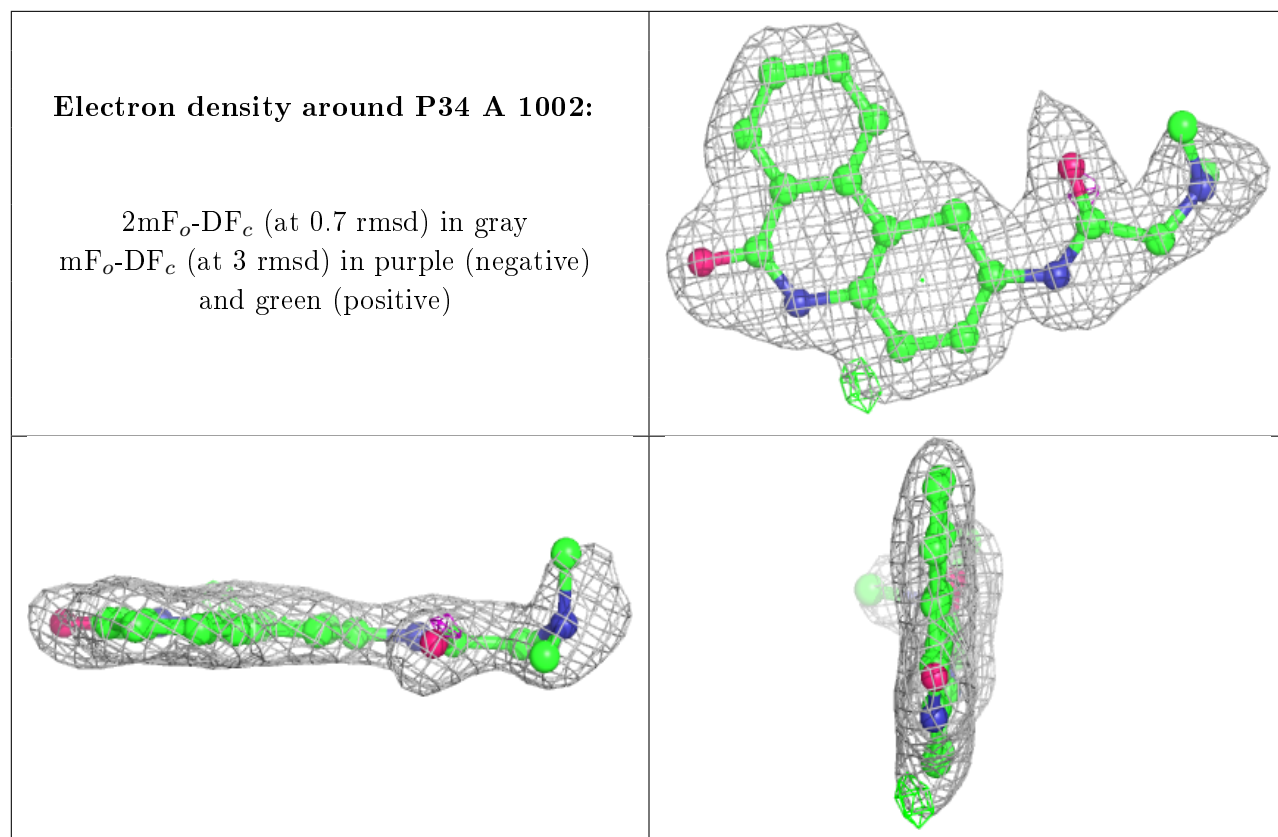 Electron density around P34 A 1002:
2mFₒ-DF𝒸 (at 0.7 rmsd) in gray
mFₒ-DF𝒸 (at 3 rmsd) in purple (negative)
and green (positive)